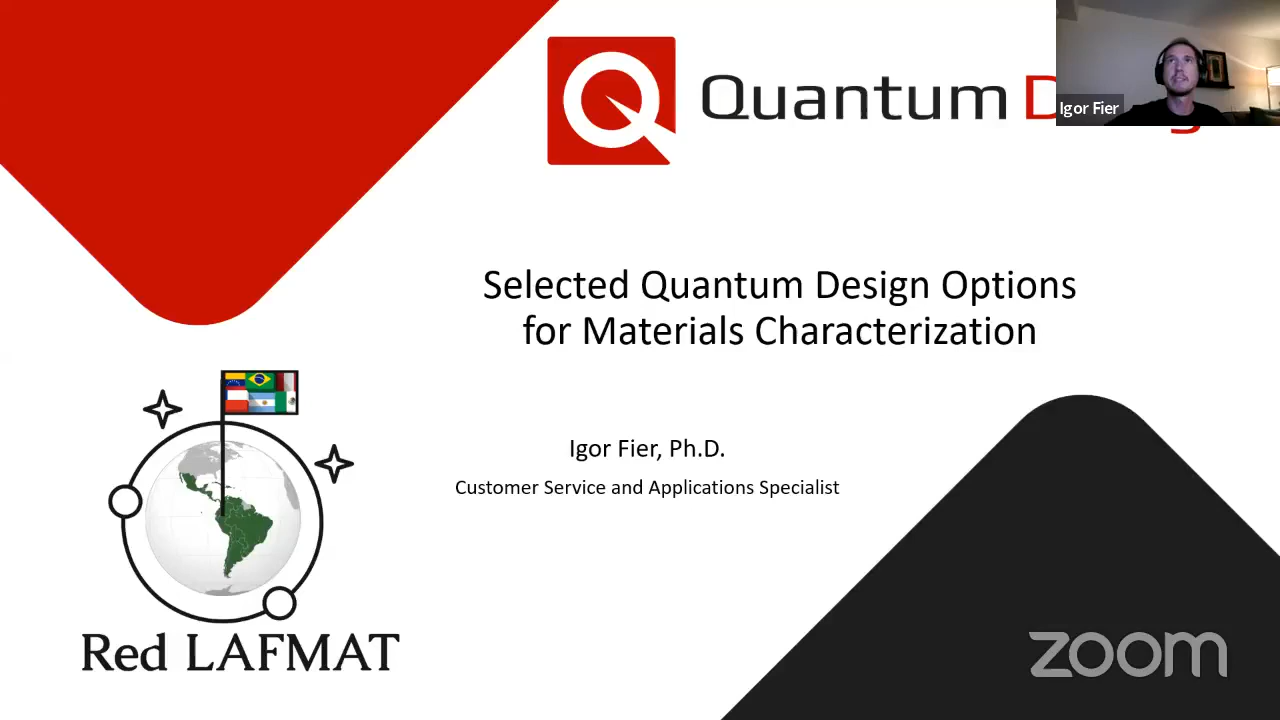 Quantum
Igor Fier
Selected Quantum Design Options
for Materials Characterization
Igor Fier, Ph.D.
Customer Service and Applications Specialist
Red LAFMAT
zoom